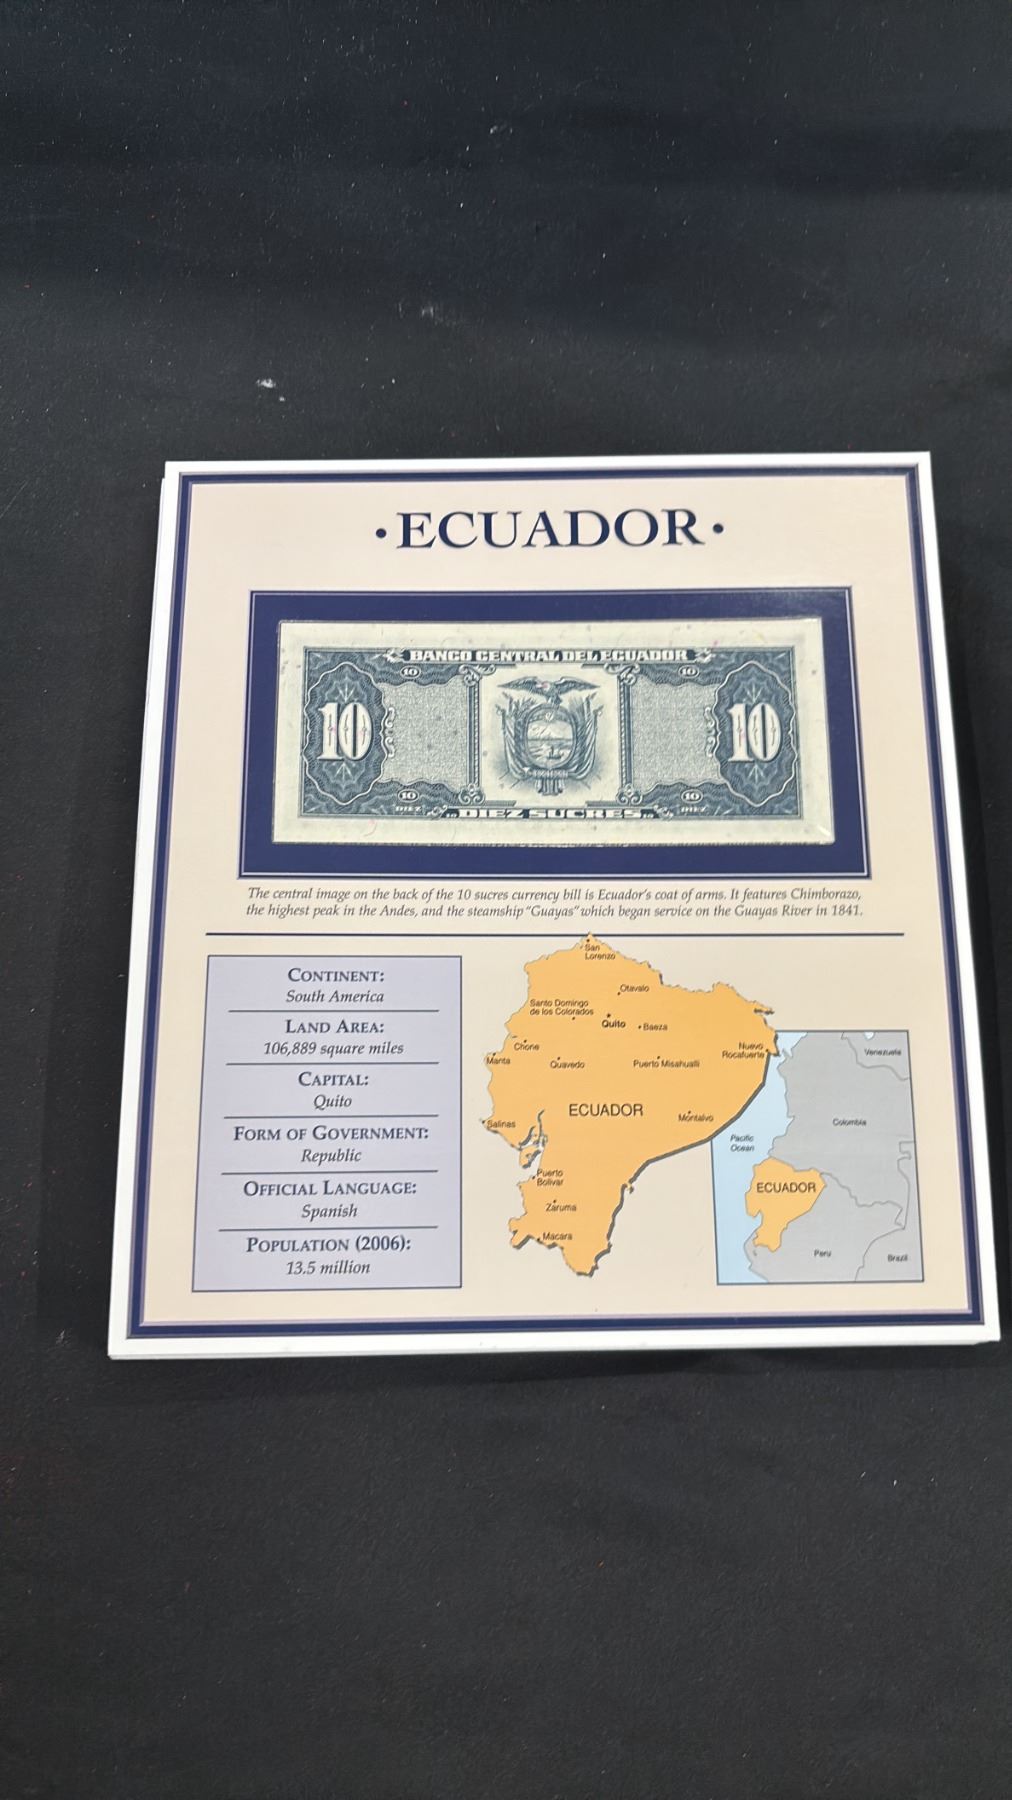 ·ECUADOR·
BANCO CENTRAL DEL ECUADOR
10 10
10 10
10 10
DIEZ DIEZ
DIEZ SUCRES
The central image on the back of the 10 sucres currency bill is Ecuador's coat of arms. It features Chimborazo,
the highest peak in the Andes, and the steamship "Guayas" which began service on the Guayas River in 1841.
CONTINENT:
South America
LAND AREA:
106,889 square miles
CAPITAL:
Quito
FORM OF GOVERNMENT:
Republic
OFFICIAL LANGUAGE:
Spanish
POPULATION (2006):
13.5 million
San
Lorenzo
Otavalo
Santo Domingo
de los Colorados
Quito
Baeza
Chone
Manta
Quevedo
Puerto Misahualli
Nuevo
Rocafuerte
ECUADOR
Montalvo
Salinas
Puerto
Bolivar
Zaruma
Macara
Venezuela
Colombia
Pacific
Ocean
ECUADOR
Peru
Brazil